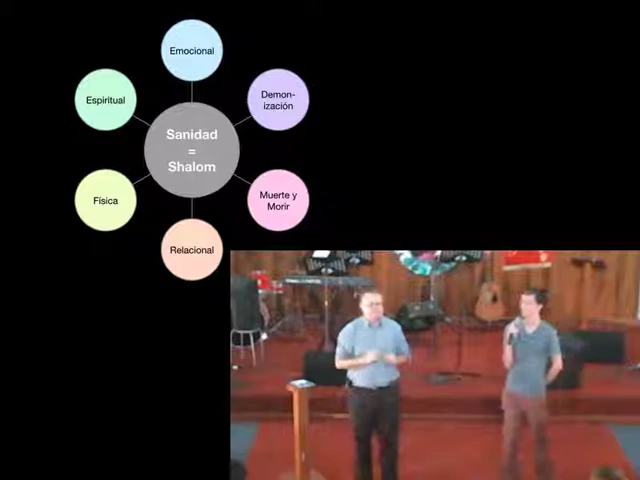 Emocional
Demon-
ización
Espiritual
Sanidad
=
Shalom
Física
Muerte y
Morir
Relacional